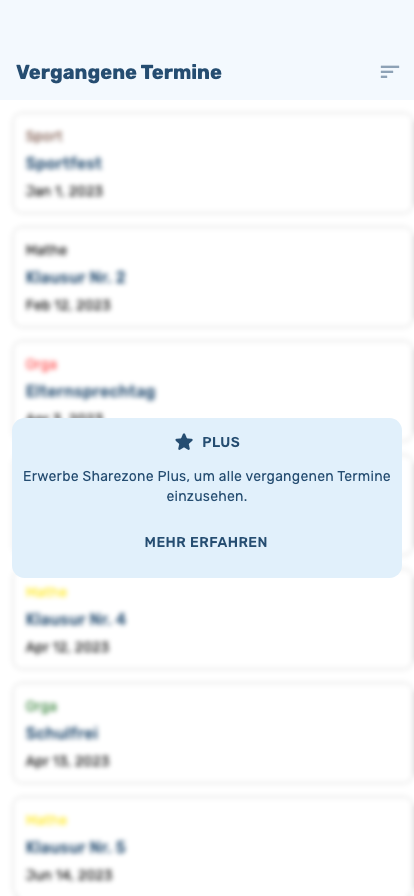 Vergangene Termine
Sport
Sportfest
Jan 1, 2023
Mathe
Klausur Nr. 2
Feb 12, 2023
Orga
Elternsprechtag
PLUS
Erwerbe Sharezone Plus, um alle vergangenen Termine
einzusehen.
MEHR ERFAHREN
Mathe
Klausur Nr. 4
Apr 12, 2023
Orga
Schulfrei
Apr 13, 2023
Mathe
Klausur Nr. 5
Jun 14, 2023